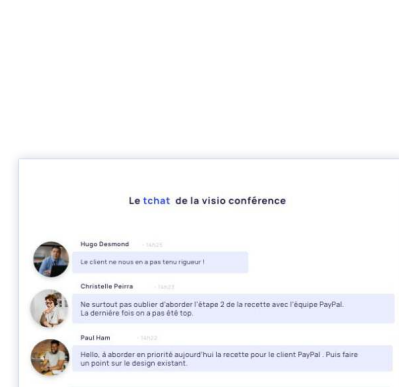 Le tchat de la visio conférence
Hugo Desmond
Le client ne nous en a pas tenu rigueur !
Christelle Peirra
Ne surtout pas oublier d'aborder l'étape 2 de la recette avec l'équipe PayPal.
La dernière fois on a pas été top.
Paul Ham
Hello, à aborder en priorité aujourd'hui la recette pour le client PayPal . Puis faire
un point sur le design existant.